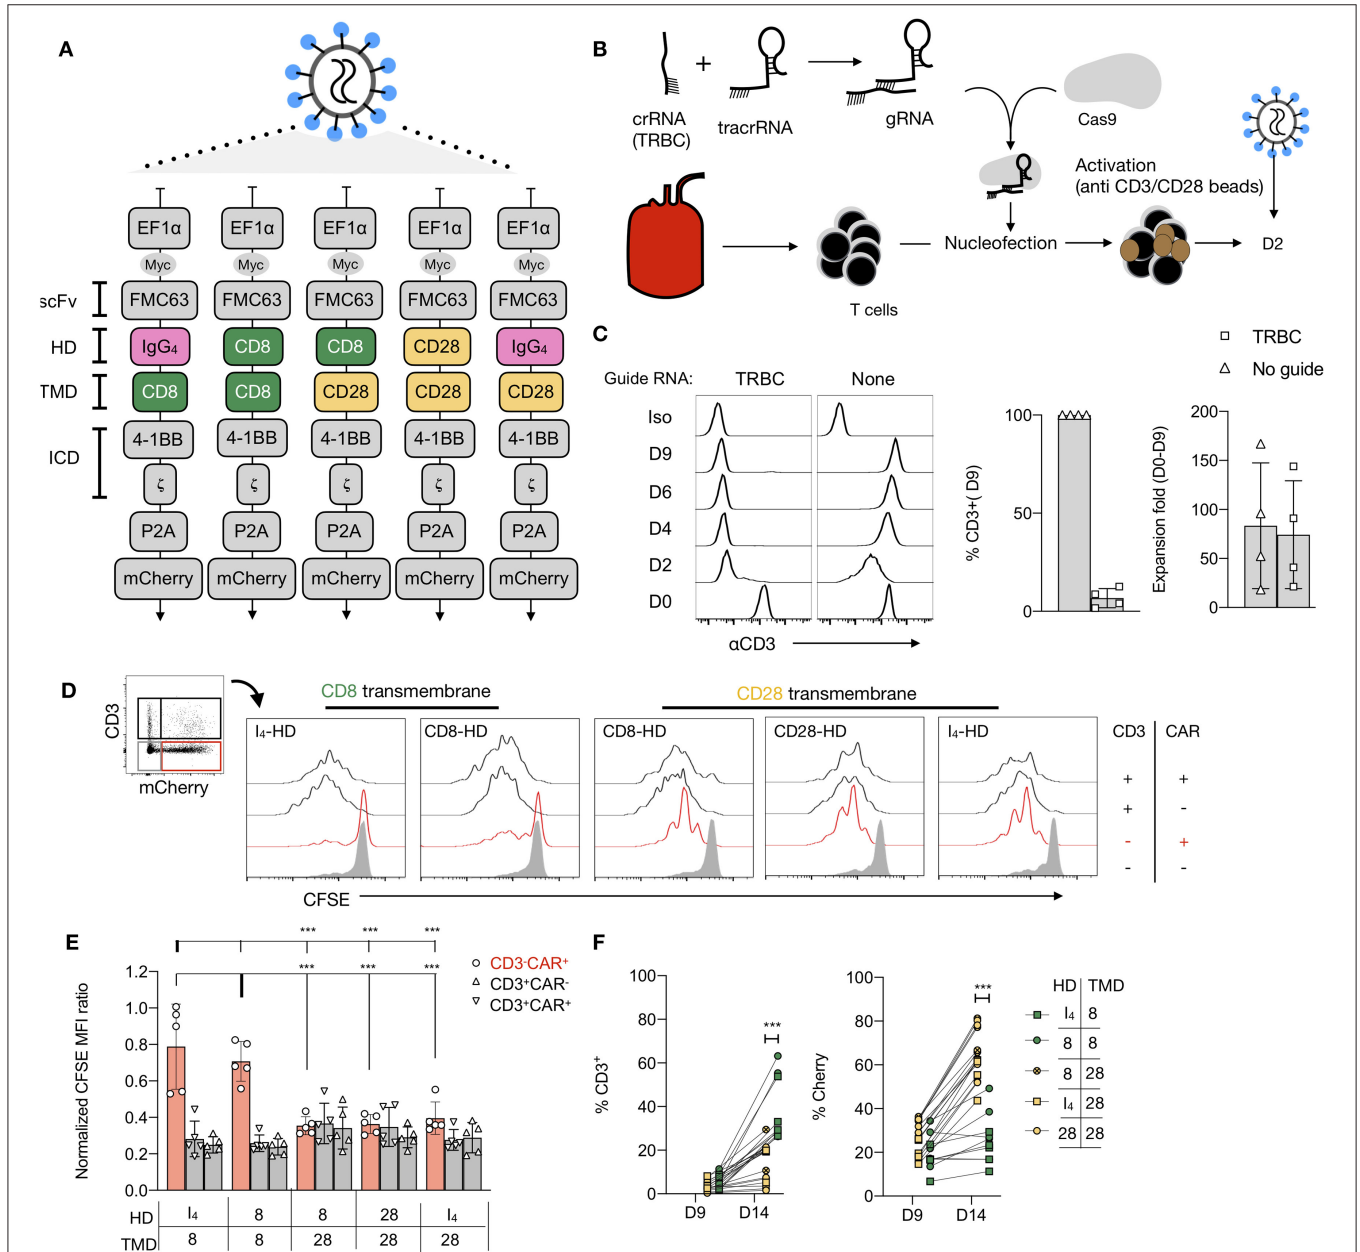 A
EF1α EF1α EF1α EF1α EF1α
Myc Myc Myc Myc Myc
scFv FMC63 FMC63 FMC63 FMC63 FMC63
HD IgG₄ CD8 CD8 CD28 IgG₄
TMD CD8 CD8 CD28 CD28 CD28
ICD 4-1BB 4-1BB 4-1BB 4-1BB 4-1BB
ζ ζ ζ ζ ζ
P2A P2A P2A P2A P2A
mCherry mCherry mCherry mCherry mCherry
B
+
crRNA
(TRBC)
tracrRNA
gRNA
Cas9
Activation
(anti CD3/CD28 beads)
Nucleofection
D2
T cells
C
Guide RNA: TRBC None
Iso
D9
D6
D4
D2
D0
αCD3
% CD3+( D9)
100
50
0
TRBC
No guide
Expansion fold (D0-D9)
200
150
100
50
0
D
CD3
mCherry
CD8 transmembrane
CD28 transmembrane
I₄-HD CD8-HD CD8-HD CD28-HD I₄-HD
CD3 CAR
+ +
+ -
- +
- -
CFSE
E
*** *** ***
*** *** ***
CD3⁻CAR⁺
CD3⁺CAR⁻
CD3⁺CAR⁺
Normalized CFSE MFI ratio
1.2
1.0
0.8
0.6
0.4
0.2
0.0
HD I₄ 8 8 28 I₄
TMD 8 8 28 28 28
F
% CD3⁺
100
80
60
40
20
0
***
D9 D14
% Cherry
100
80
60
40
20
0
***
D9 D14
HD TMD
I₄ 8
8 8
8 28
I₄ 28
28 28